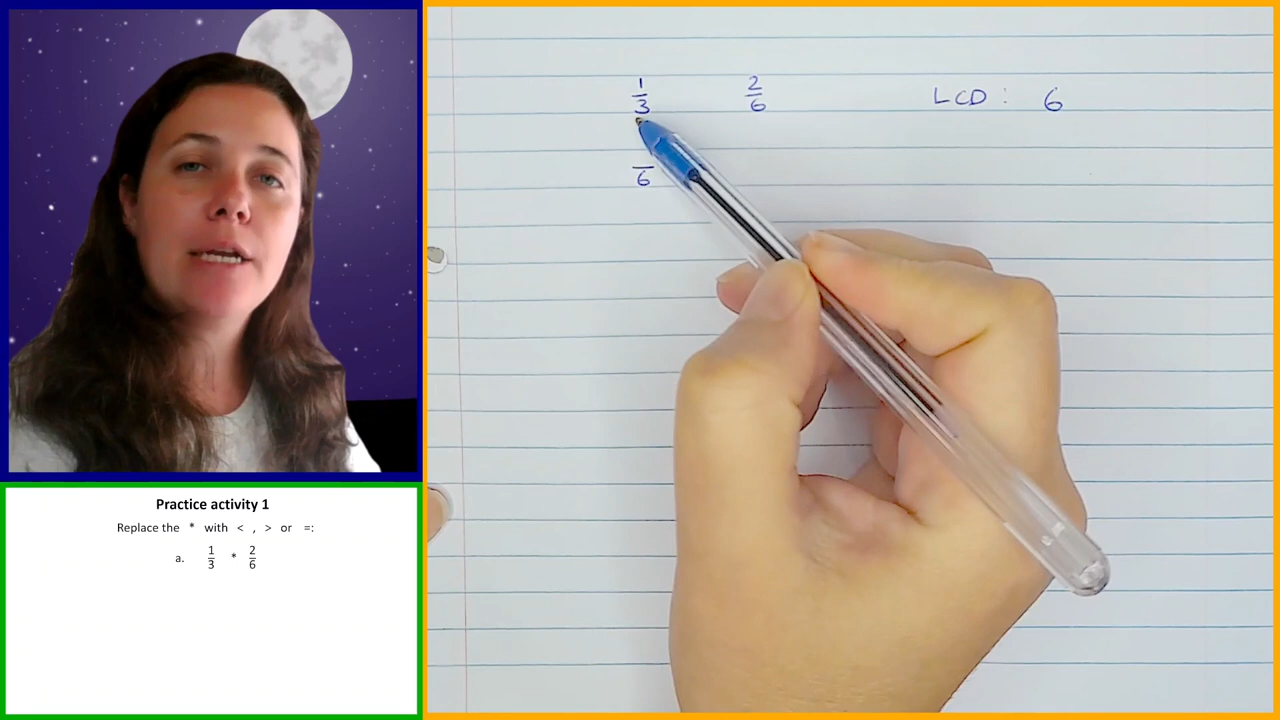 1/3 2/6 LCD : 6
/6
Practice activity 1
Replace the * with < , > or =:
a. 1/3 * 2/6